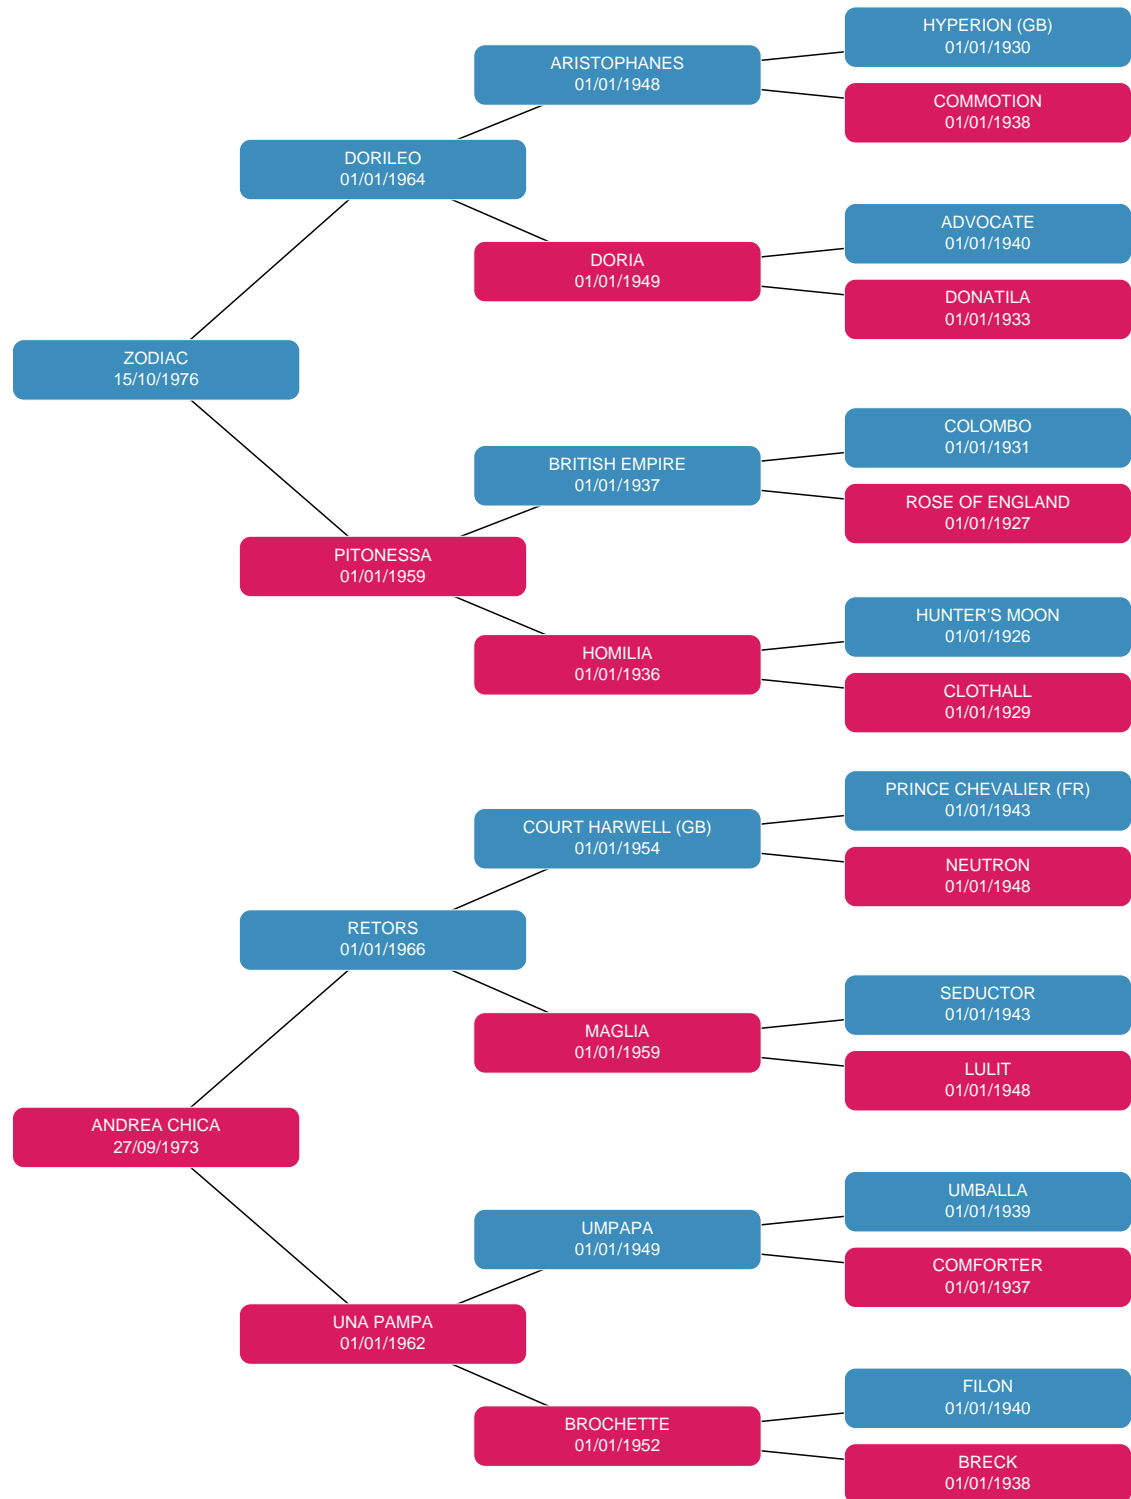 HYPERION (GB)
01/01/1930
ARISTOPHANES
01/01/1948
COMMOTION
01/01/1938
DORILEO
01/01/1964
ADVOCATE
01/01/1940
DORIA
01/01/1949
DONATILA
01/01/1933
ZODIAC
15/10/1976
COLOMBO
01/01/1931
BRITISH EMPIRE
01/01/1937
ROSE OF ENGLAND
01/01/1927
PITONESSA
01/01/1959
HUNTER'S MOON
01/01/1926
HOMILIA
01/01/1936
CLOTHALL
01/01/1929
PRINCE CHEVALIER (FR)
01/01/1943
COURT HARWELL (GB)
01/01/1954
NEUTRON
01/01/1948
RETORS
01/01/1966
SEDUCTOR
01/01/1943
MAGLIA
01/01/1959
LULIT
01/01/1948
ANDREA CHICA
27/09/1973
UMBALLA
01/01/1939
UMPAPA
01/01/1949
COMFORTER
01/01/1937
UNA PAMPA
01/01/1962
FILON
01/01/1940
BROCHETTE
01/01/1952
BRECK
01/01/1938